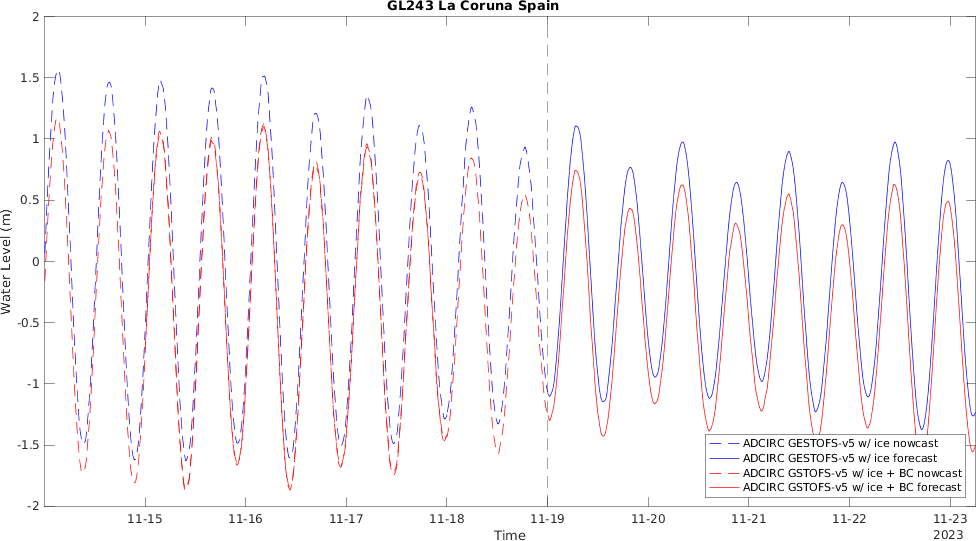 GL243 La Coruna Spain
2
1.5
1
0.5
0
-0.5
-1
-1.5
-2
Water Level (m)
11-15 11-16 11-17 11-18 11-19 11-20 11-21 11-22 11-23
2023
Time
ADCIRC GESTOFS-v5 w/ ice nowcast
ADCIRC GESTOFS-v5 w/ ice forecast
ADCIRC GSTOFS-v5 w/ ice + BC nowcast
ADCIRC GSTOFS-v5 w/ ice + BC forecast